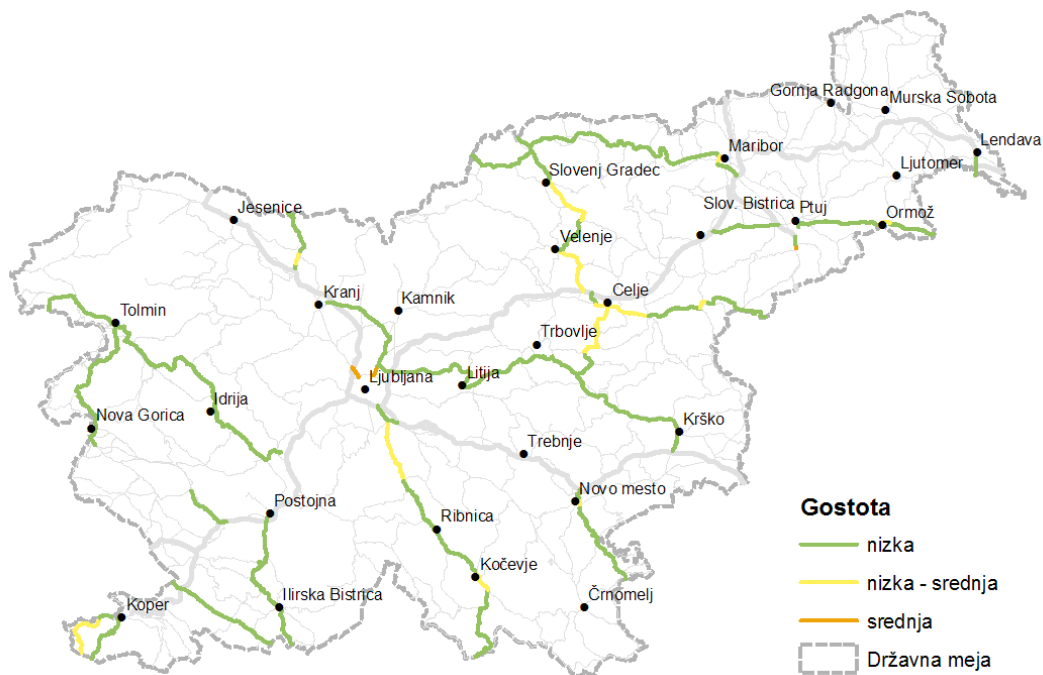 Gornja Radgona
Murska Sobota
Maribor
Lendava
Slovenj Gradec
Ljutomer
Slov. Bistrica
Ptuj
Ormož
Jesenice
Velenje
Kranj
Kamnik
Celje
Tolmin
Trbovlje
Ljubljana
Litija
Idrija
Nova Gorica
Krško
Trebnje
Novo mesto
Postojna
Ribnica
Kočevje
Ilirska Bistrica
Črnomelj
Koper
Gostota
nizka
nizka - srednja
srednja
Državna meja